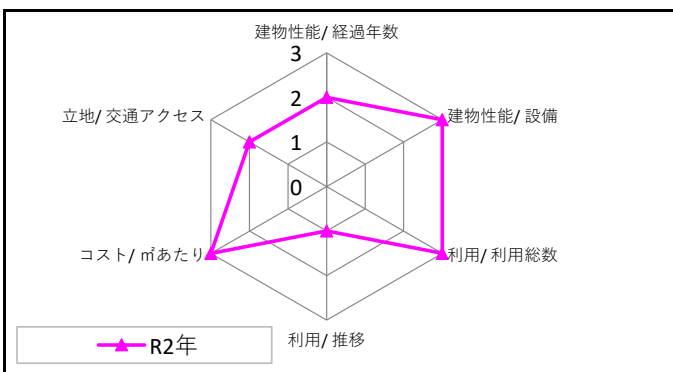 建物性能/ 経過年数
3
立地/ 交通アクセス
2
建物性能/ 設備
1
0
コスト/ ㎡あたり
利用/ 利用総数
利用/ 推移
R2年